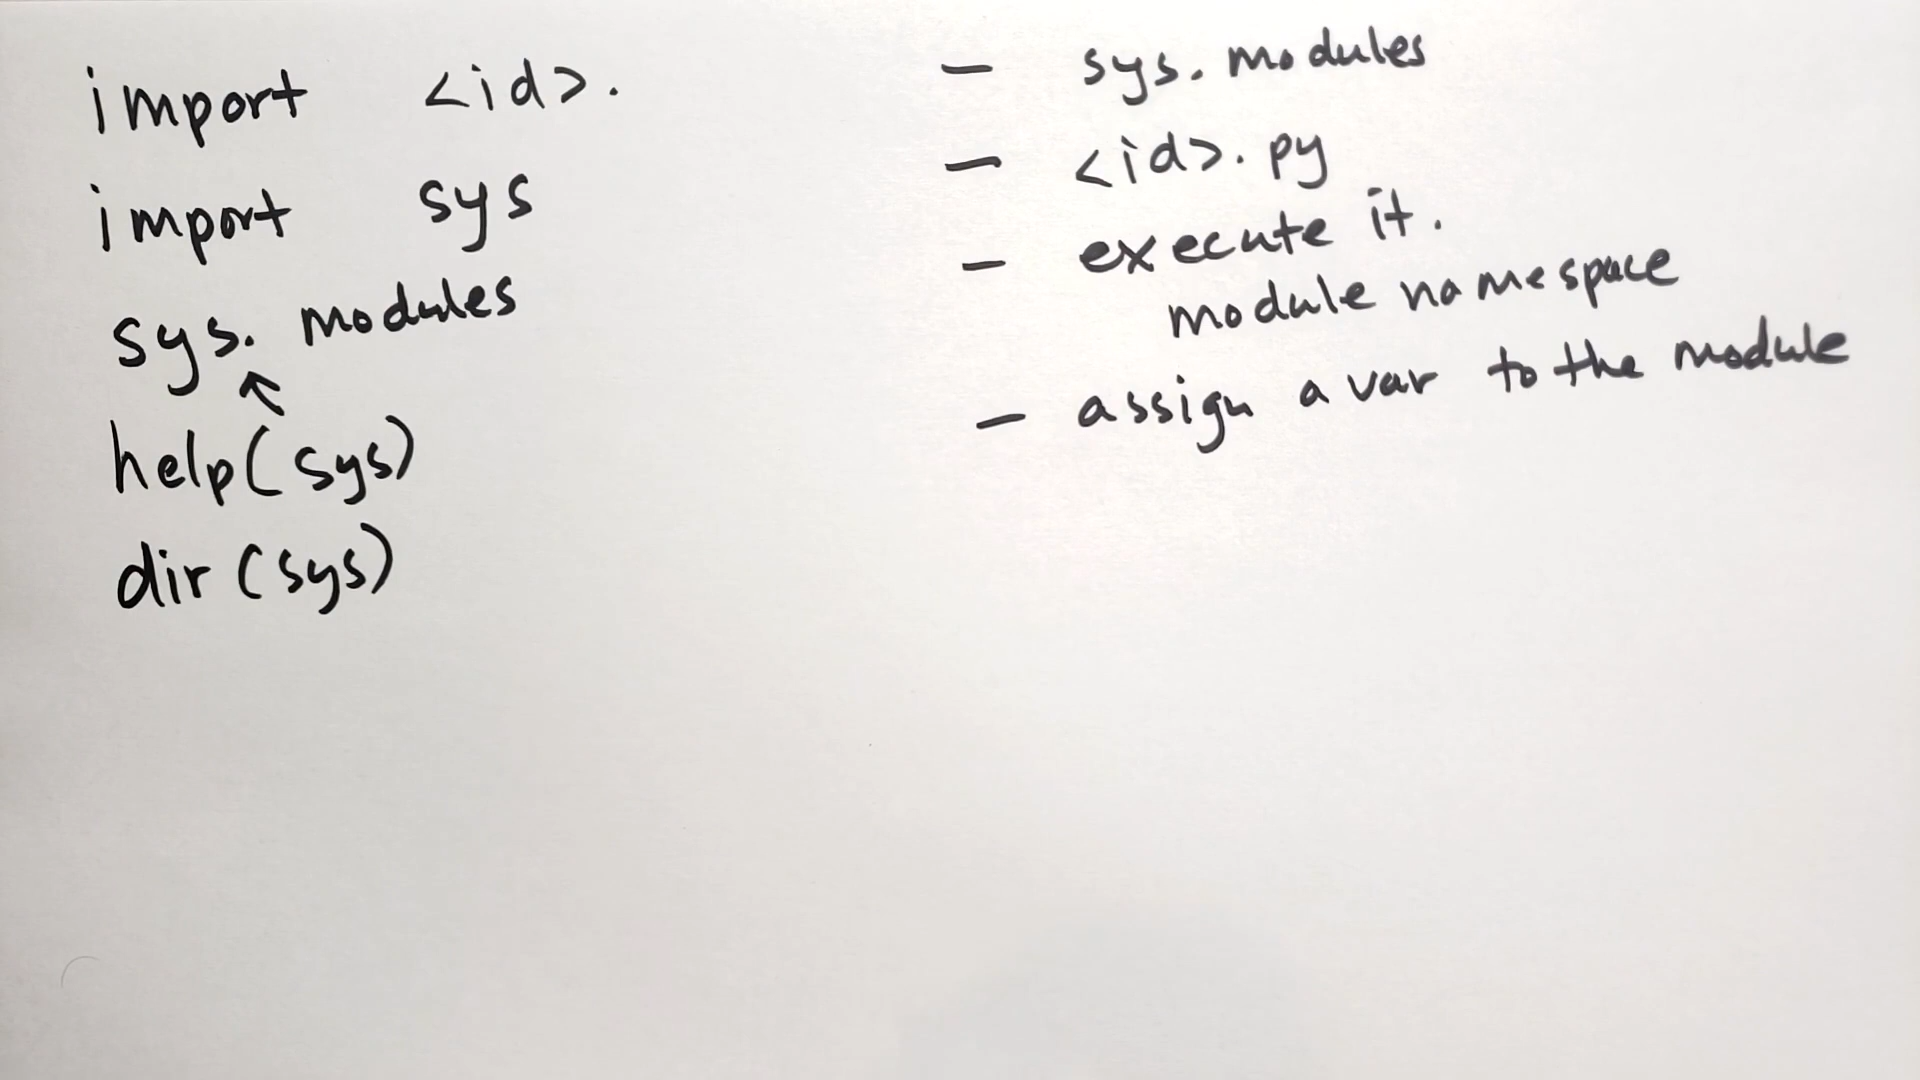 import <id>.
import sys
sys. modules
help(sys)
dir(sys)
- sys. modules
- <id>. py
- execute it.
module namespace
- assign a var to the module